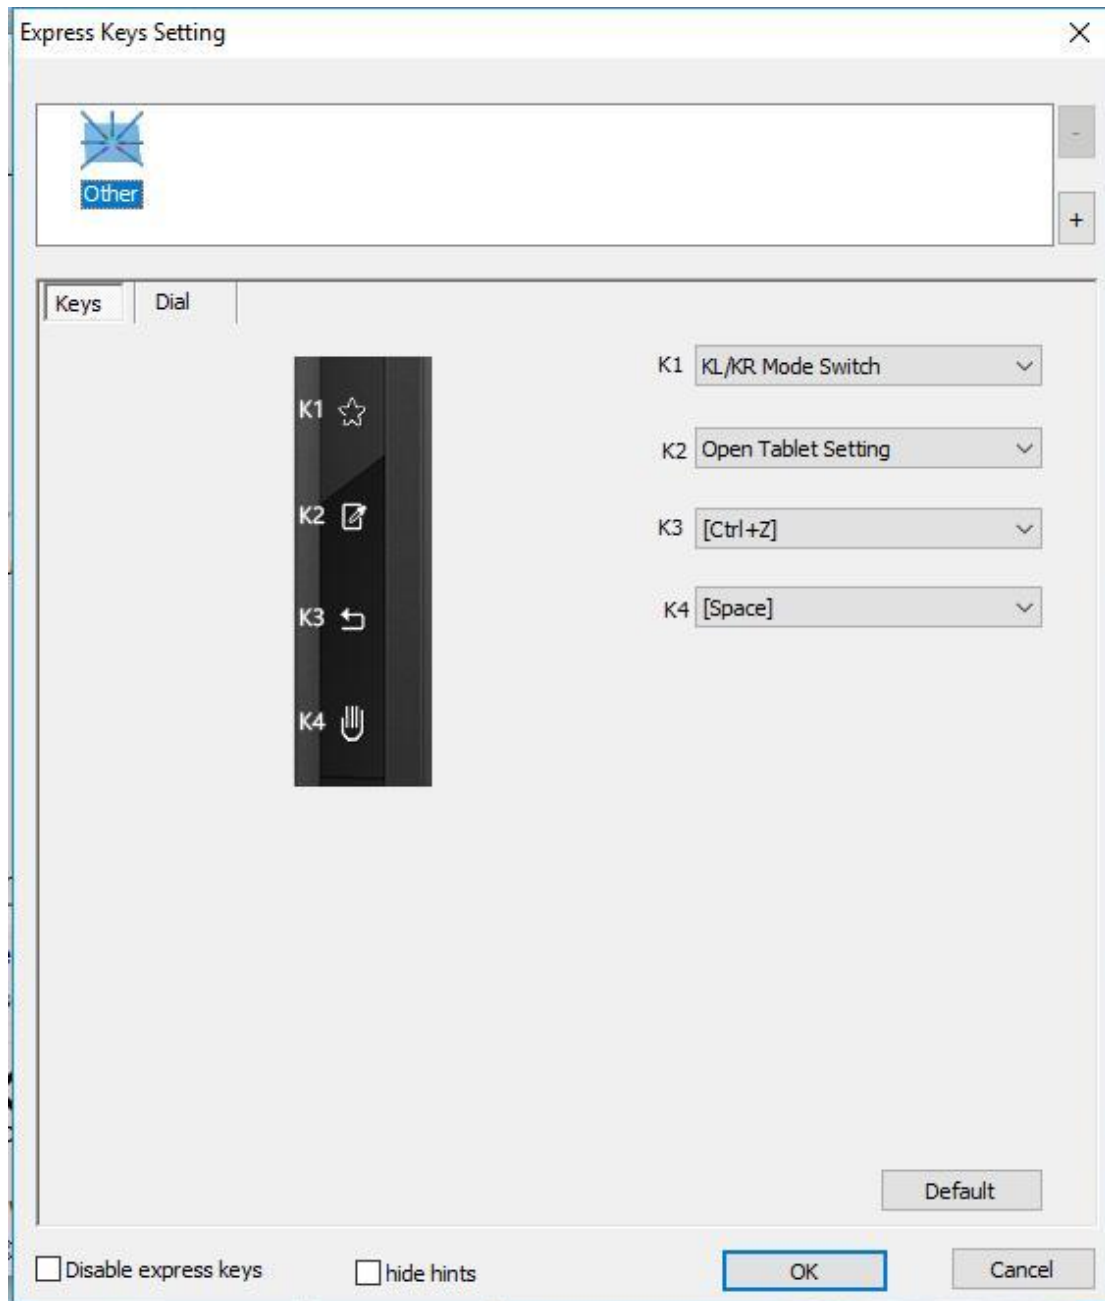 Express Keys Setting
Other
-
+
Keys Dial
K1
K2
K3
K4
K1 KL/KR Mode Switch
K2 Open Tablet Setting
K3 [Ctrl+Z]
K4 [Space]
Default
Disable express keys hide hints OK Cancel